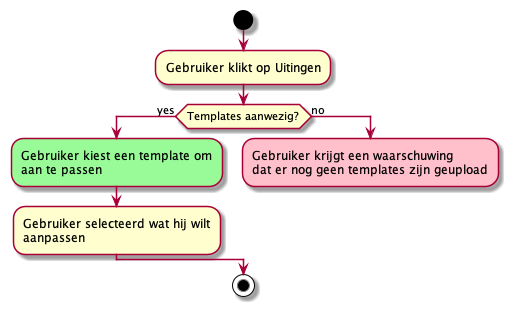 Gebruiker klikt op Uitingen
Templates aanwezig?
yes
no
Gebruiker kiest een template om
aan te passen
Gebruiker krijgt een waarschuwing
dat er nog geen templates zijn geupload
Gebruiker selecteerd wat hij wilt
aanpassen